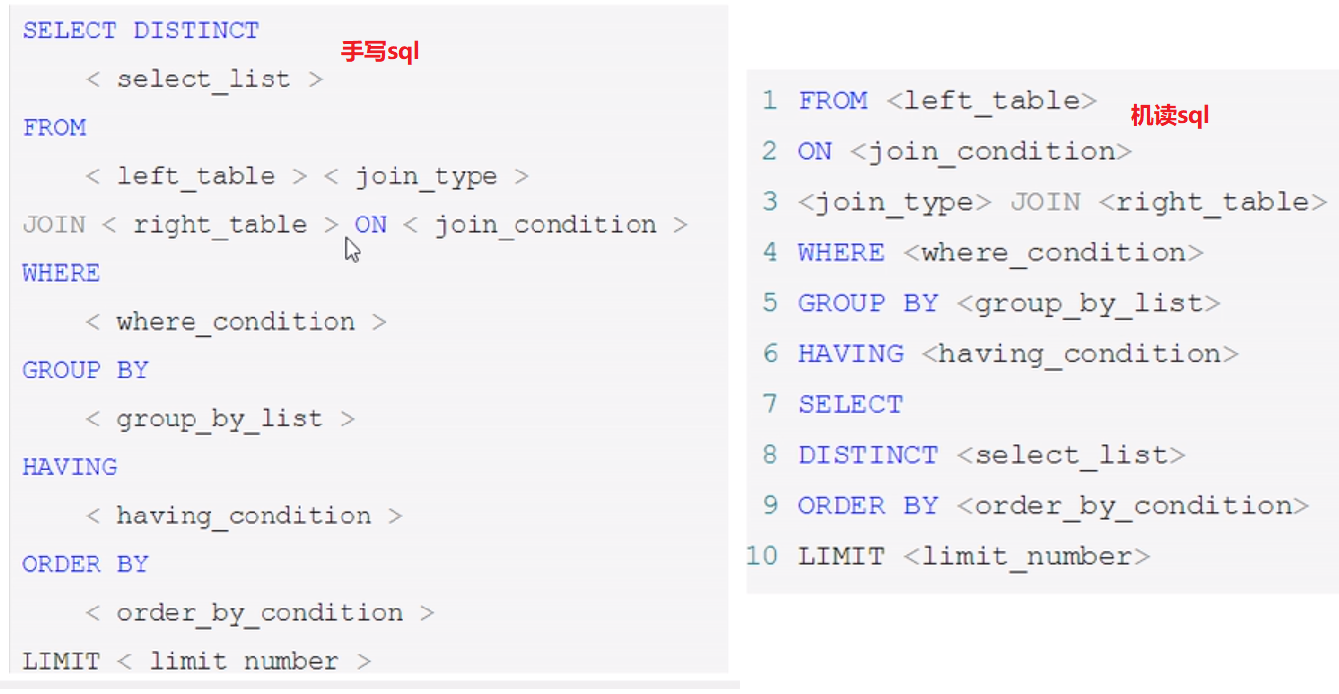 SELECT DISTINCT
手写sql
< select_list >
FROM
< left_table > < join_type >
JOIN < right_table > ON < join_condition >
WHERE
< where_condition >
GROUP BY
< group_by_list >
HAVING
< having_condition >
ORDER BY
< order_by_condition >
LIMIT < limit number >
1 FROM <left_table>
机读sql
2 ON <join_condition>
3 <join_type> JOIN <right_table>
4 WHERE <where_condition>
5 GROUP BY <group_by_list>
6 HAVING <having_condition>
7 SELECT
8 DISTINCT <select_list>
9 ORDER BY <order_by_condition>
10 LIMIT <limit_number>